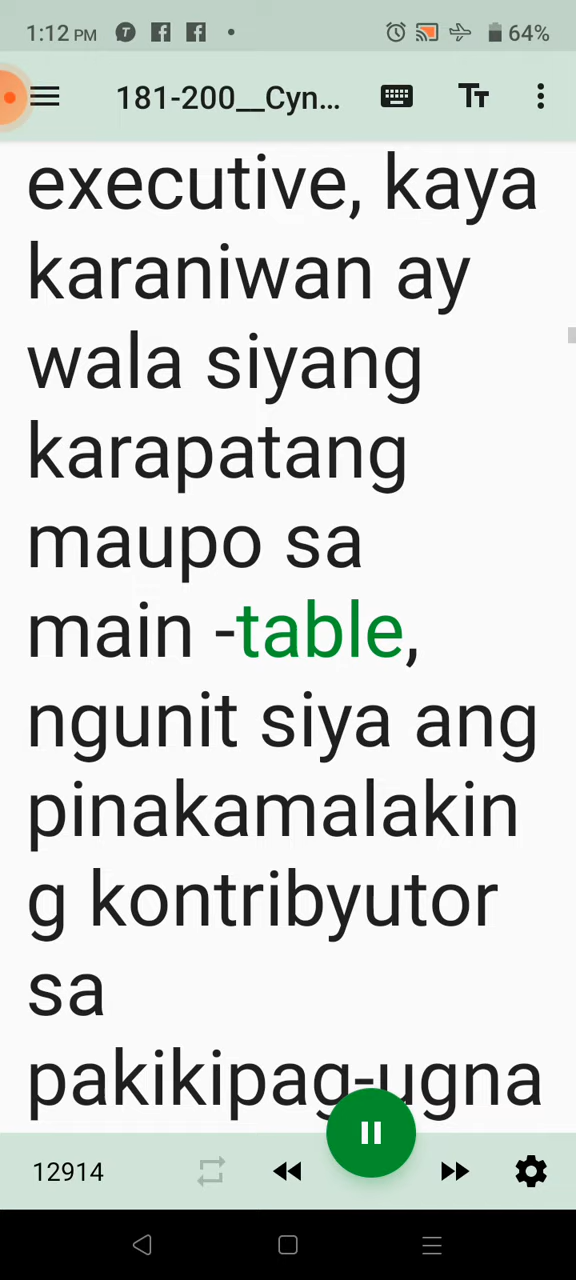 1:12 PM 64%
181-200__Cyn...
executive, kaya
karaniwan ay
wala siyang
karapatang
maupo sa
main -table,
ngunit siya ang
pinakamalakin
g kontribyutor
sa
pakikipag-ugna
12914